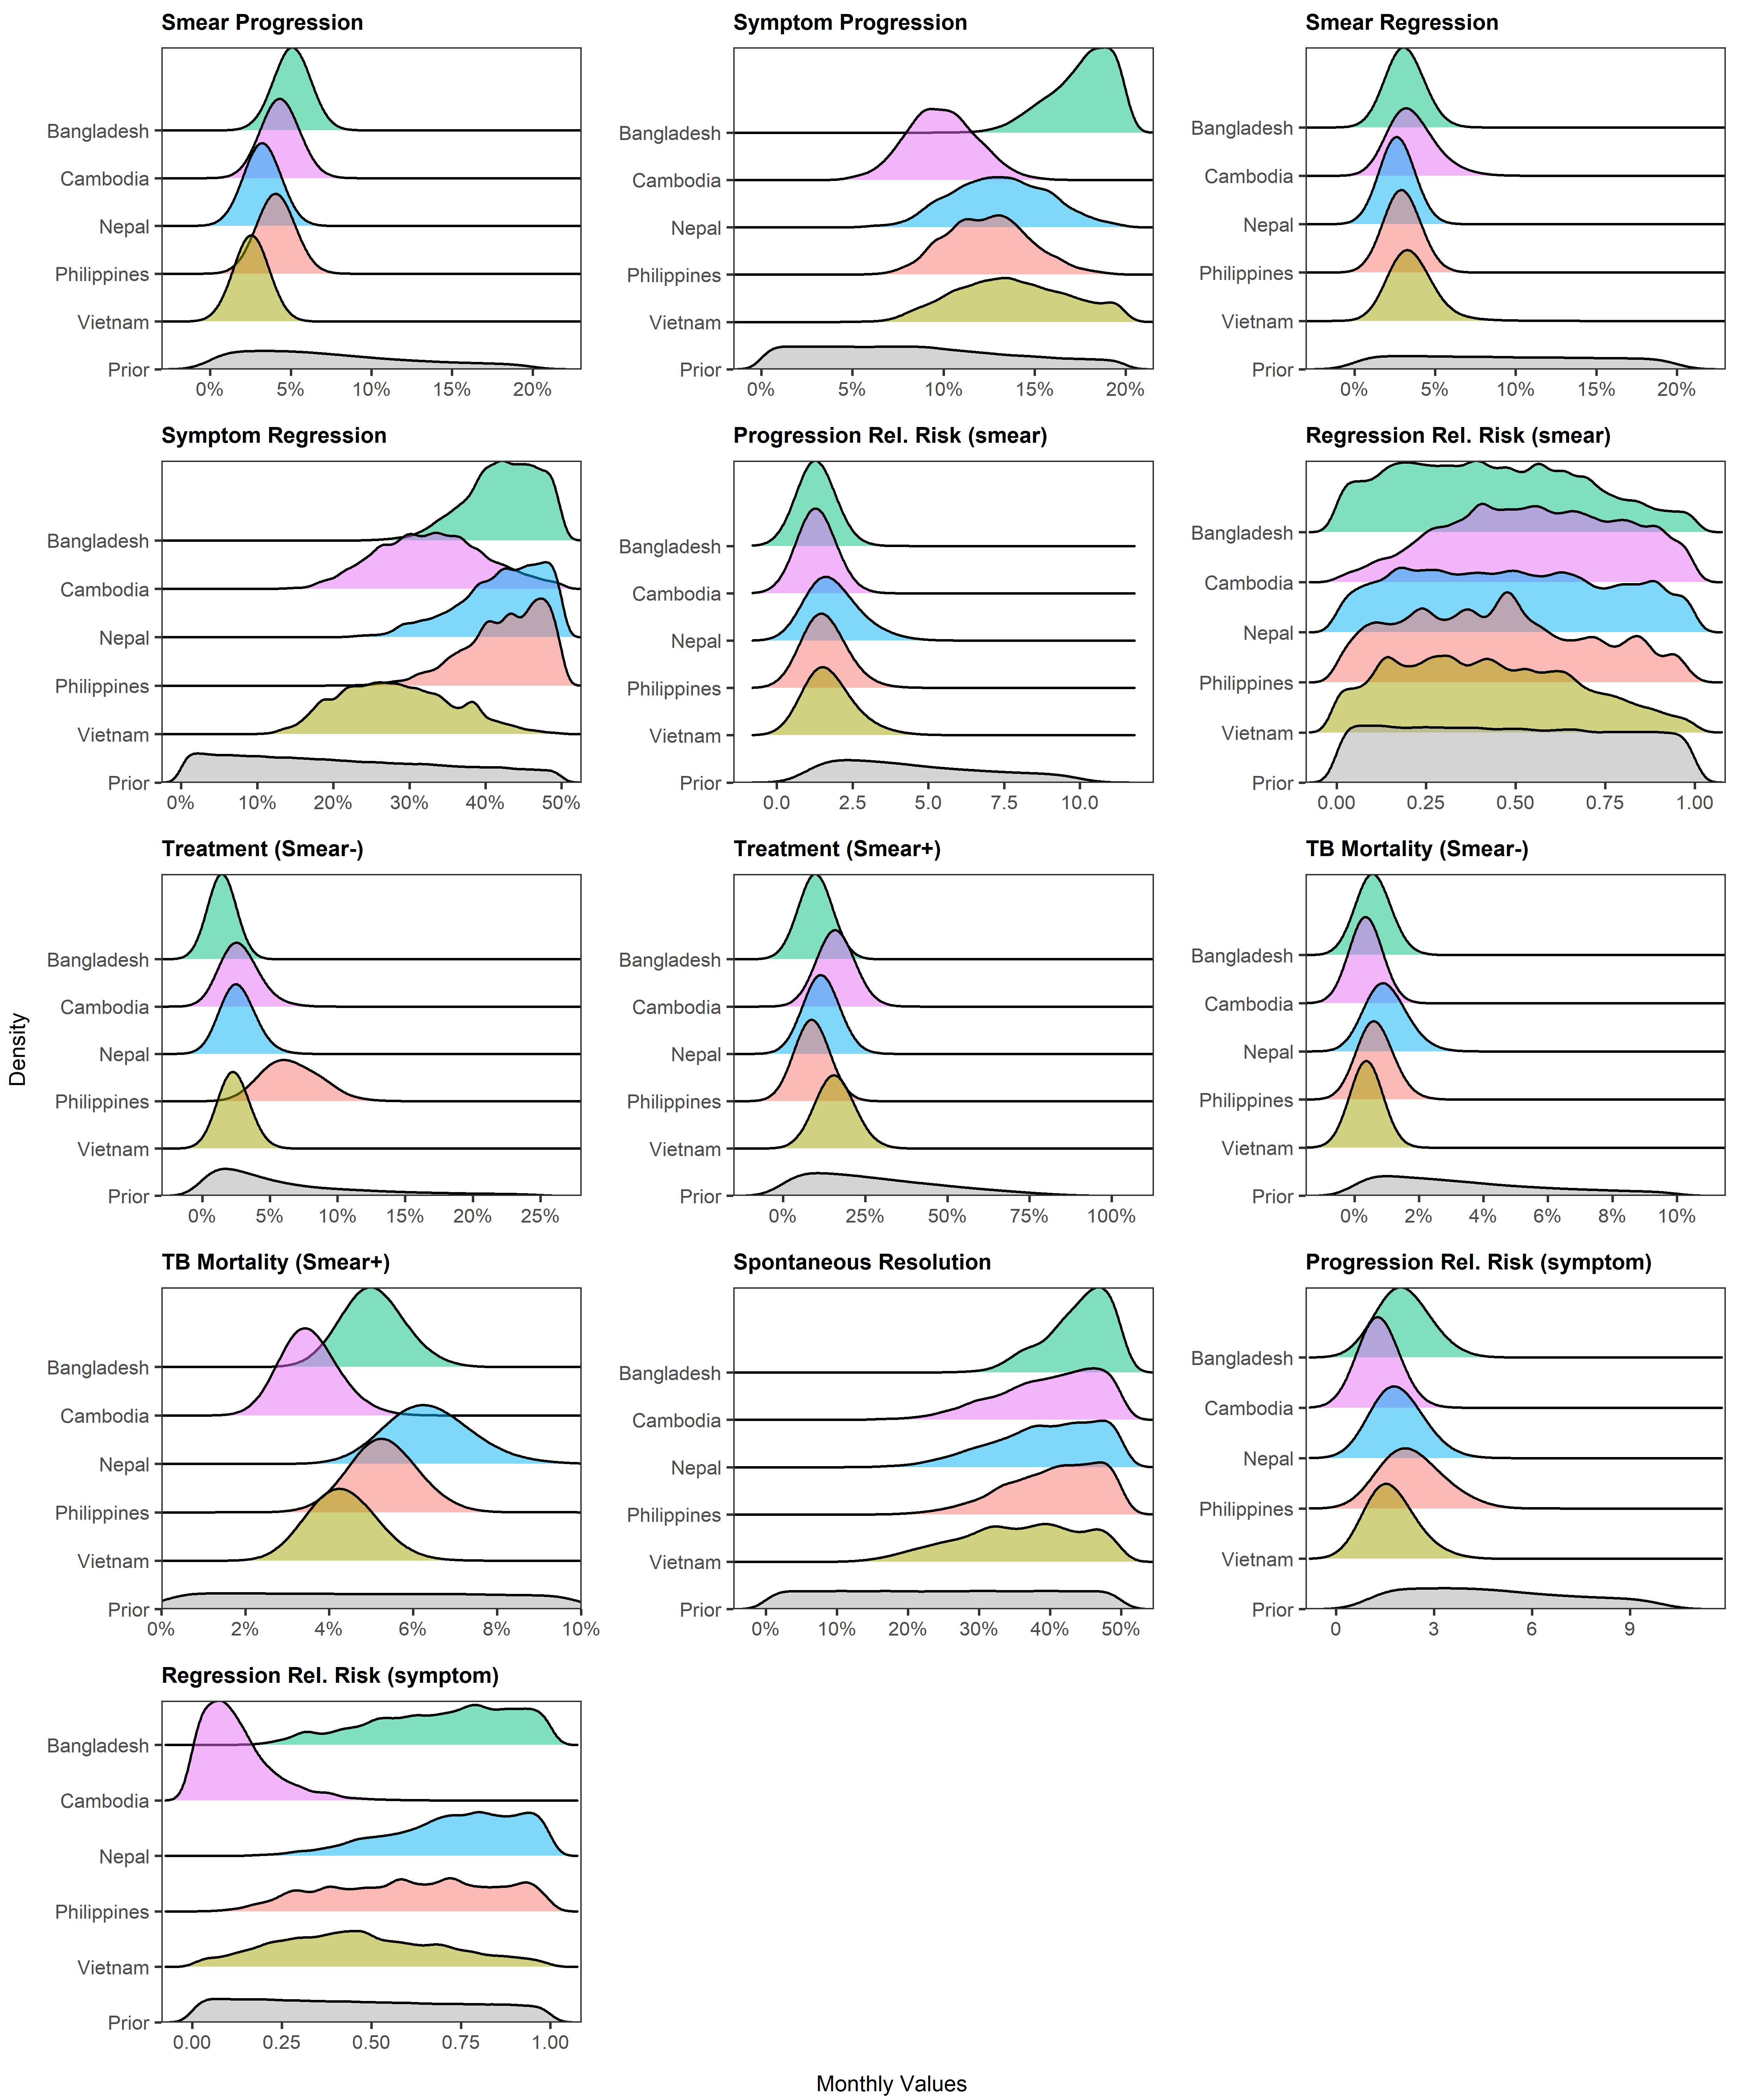 Smear Progression
Bangladesh
Cambodia
Nepal
Philippines
Vietnam
Prior
0% 5% 10% 15% 20%
Symptom Progression
Bangladesh
Cambodia
Nepal
Philippines
Vietnam
Prior
0% 5% 10% 15% 20%
Smear Regression
Bangladesh
Cambodia
Nepal
Philippines
Vietnam
Prior
0% 5% 10% 15% 20%
Symptom Regression
Bangladesh
Cambodia
Nepal
Philippines
Vietnam
Prior
0% 10% 20% 30% 40% 50%
Progression Rel. Risk (smear)
Bangladesh
Cambodia
Nepal
Philippines
Vietnam
Prior
0.0 2.5 5.0 7.5 10.0
Regression Rel. Risk (smear)
Bangladesh
Cambodia
Nepal
Philippines
Vietnam
Prior
0.00 0.25 0.50 0.75 1.00
Treatment (Smear-)
Bangladesh
Cambodia
Nepal
Philippines
Vietnam
Prior
0% 5% 10% 15% 20% 25%
Treatment (Smear+)
Bangladesh
Cambodia
Nepal
Philippines
Vietnam
Prior
0% 25% 50% 75% 100%
TB Mortality (Smear-)
Bangladesh
Cambodia
Nepal
Philippines
Vietnam
Prior
0% 2% 4% 6% 8% 10%
TB Mortality (Smear+)
Bangladesh
Cambodia
Nepal
Philippines
Vietnam
Prior
0% 2% 4% 6% 8% 10%
Spontaneous Resolution
Bangladesh
Cambodia
Nepal
Philippines
Vietnam
Prior
0% 10% 20% 30% 40% 50%
Progression Rel. Risk (symptom)
Bangladesh
Cambodia
Nepal
Philippines
Vietnam
Prior
0 3 6 9
Regression Rel. Risk (symptom)
Bangladesh
Cambodia
Nepal
Philippines
Vietnam
Prior
0.00 0.25 0.50 0.75 1.00
Density
Monthly Values